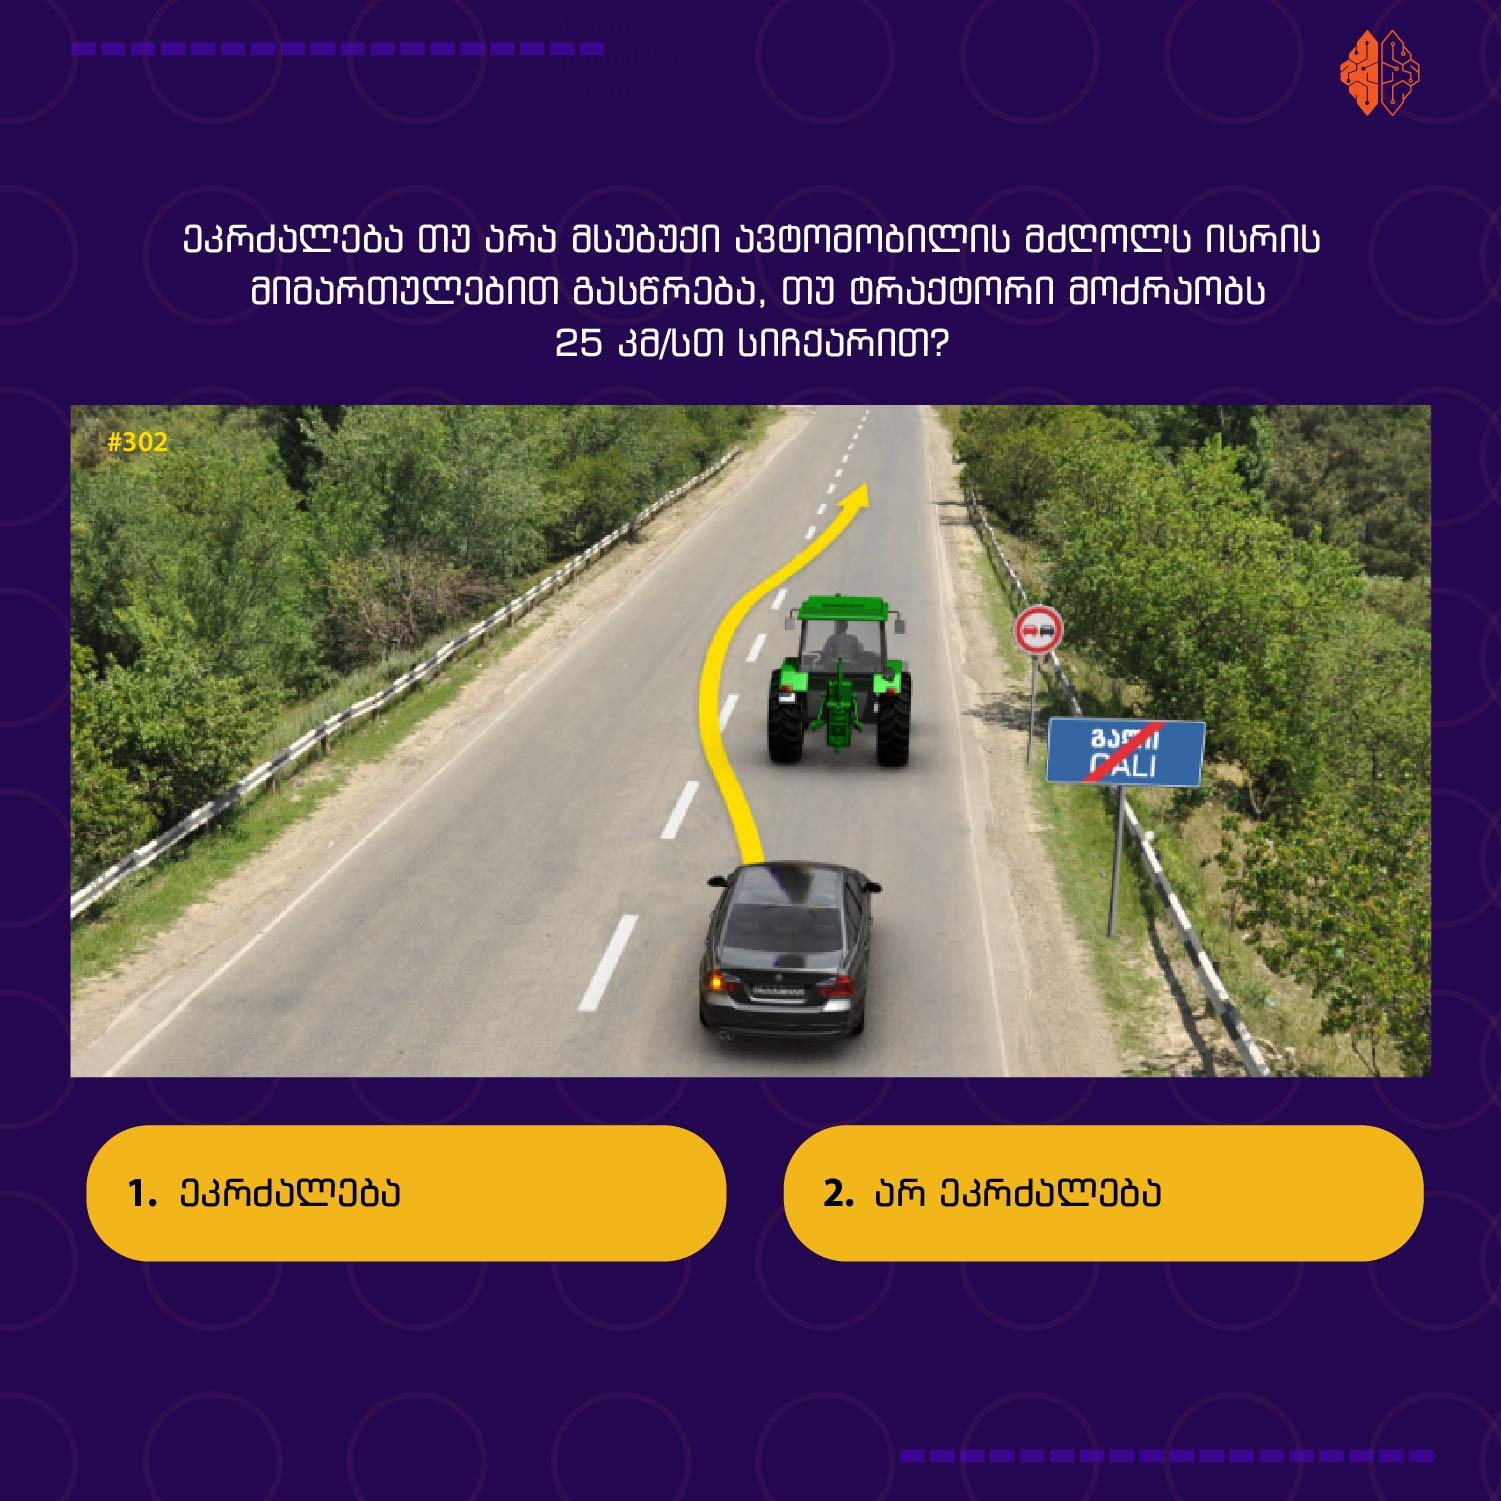 ეკრძალება თუ არა მსუბუქი ავტომობილის მძღოლს ისრის
მიმართულებით გასწრება, თუ ტრაქტორი მოძრაობს
25 კმ/სთ სიჩქარით?
#302
გალი
GALI
1. ეკრძალება
2. არ ეკრძალება